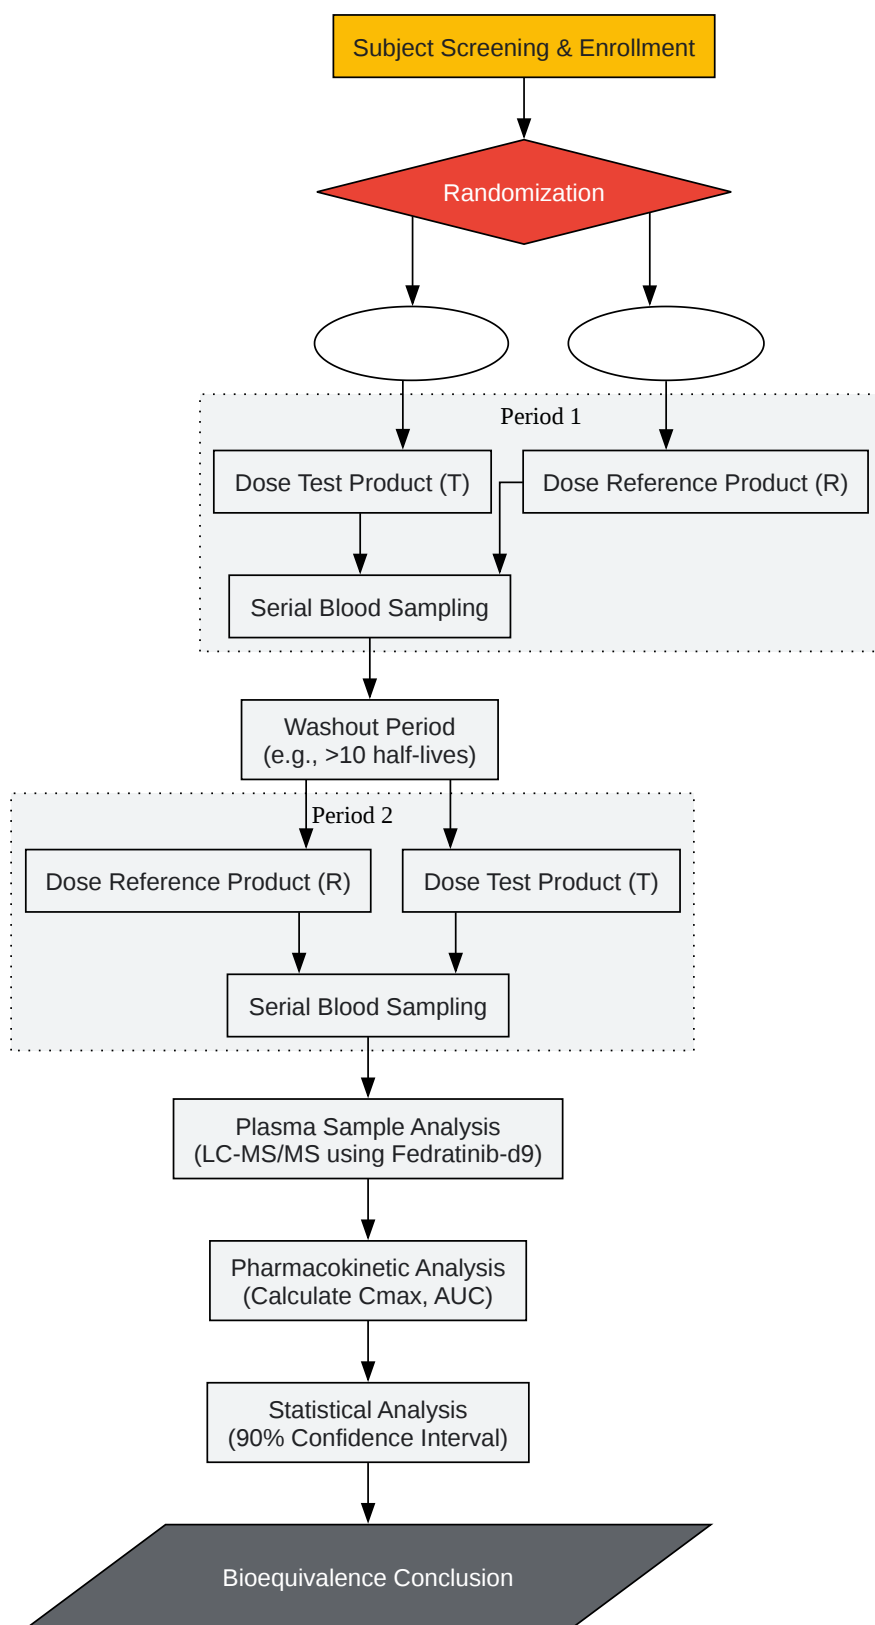 Subject Screening & Enrollment
Randomization
Period 1
Dose Test Product (T)
Dose Reference Product (R)
Serial Blood Sampling
Washout Period
(e.g., >10 half-lives)
Period 2
Dose Reference Product (R)
Dose Test Product (T)
Serial Blood Sampling
Plasma Sample Analysis
(LC-MS/MS using Fedratinib-d9)
Pharmacokinetic Analysis
(Calculate Cmax, AUC)
Statistical Analysis
(90% Confidence Interval)
Bioequivalence Conclusion